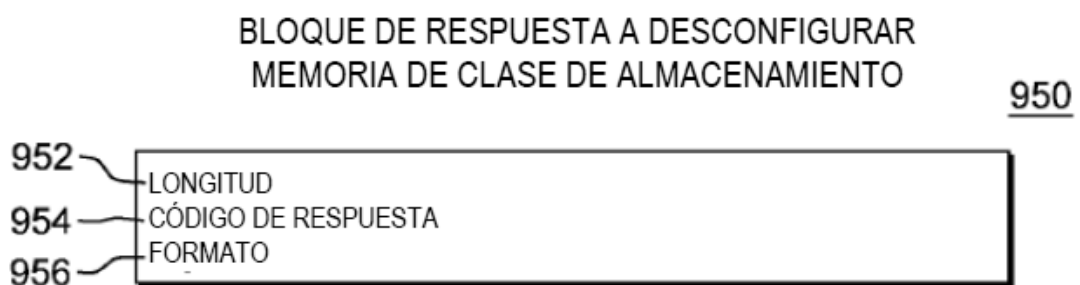 BLOQUE DE RESPUESTA A DESCONFIGURAR
MEMORIA DE CLASE DE ALMACENAMIENTO
950
952 LONGITUD
954 CÓDIGO DE RESPUESTA
956 FORMATO